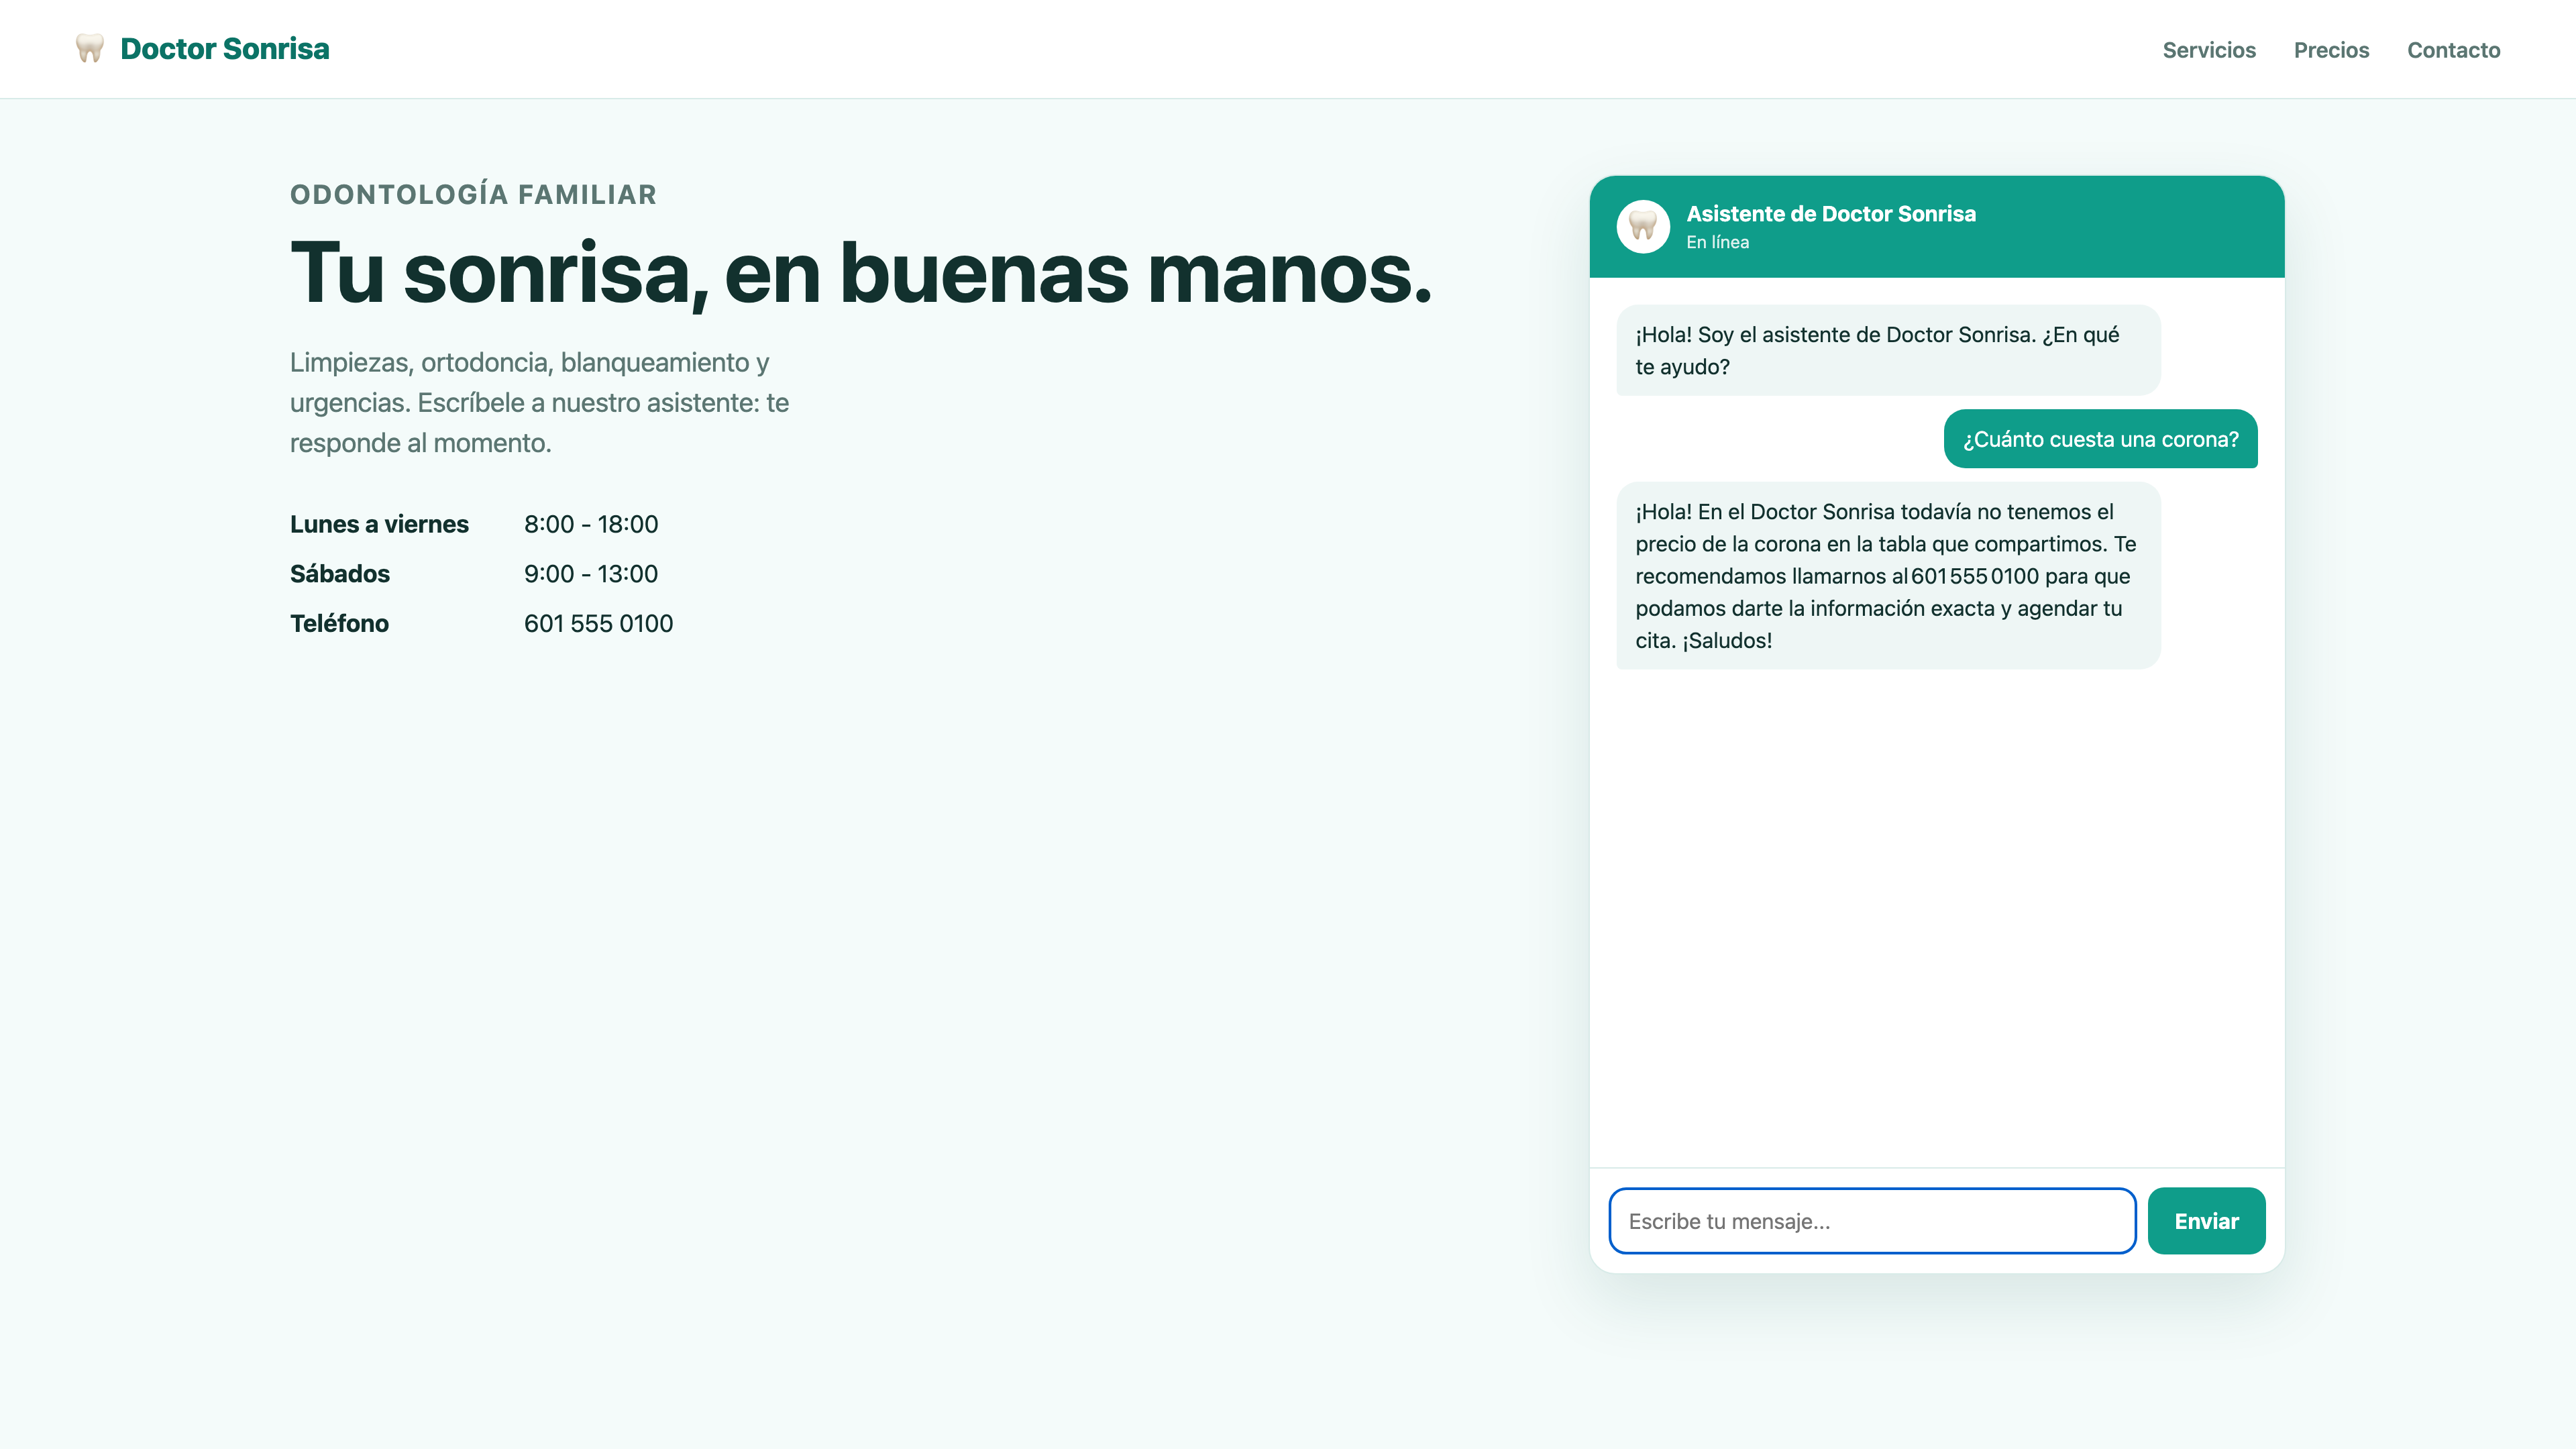 Doctor Sonrisa
Servicios
Precios
Contacto
ODONTOLOGÍA FAMILIAR
Tu sonrisa, en buenas manos.
Limpiezas, ortodoncia, blanqueamiento y
urgencias. Escríbele a nuestro asistente: te
responde al momento.
Lunes a viernes 8:00 - 18:00
Sábados 9:00 - 13:00
Teléfono 601 555 0100
Asistente de Doctor Sonrisa
En línea
¡Hola! Soy el asistente de Doctor Sonrisa. ¿En qué
te ayudo?
¿Cuánto cuesta una corona?
¡Hola! En el Doctor Sonrisa todavía no tenemos el
precio de la corona en la tabla que compartimos. Te
recomendamos llamarnos al 601 555 0100 para que
podamos darte la información exacta y agendar tu
cita. ¡Saludos!
Escribe tu mensaje...
Enviar